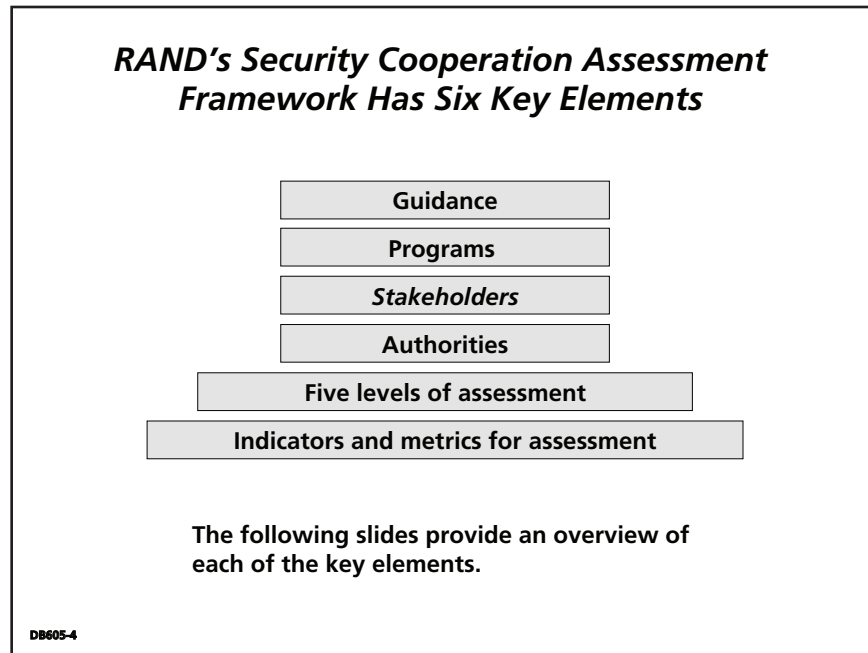 RAND's Security Cooperation Assessment
Framework Has Six Key Elements
Guidance
Programs
Stakeholders
Authorities
Five levels of assessment
Indicators and metrics for assessment
The following slides provide an overview of
each of the key elements.
DB605-4